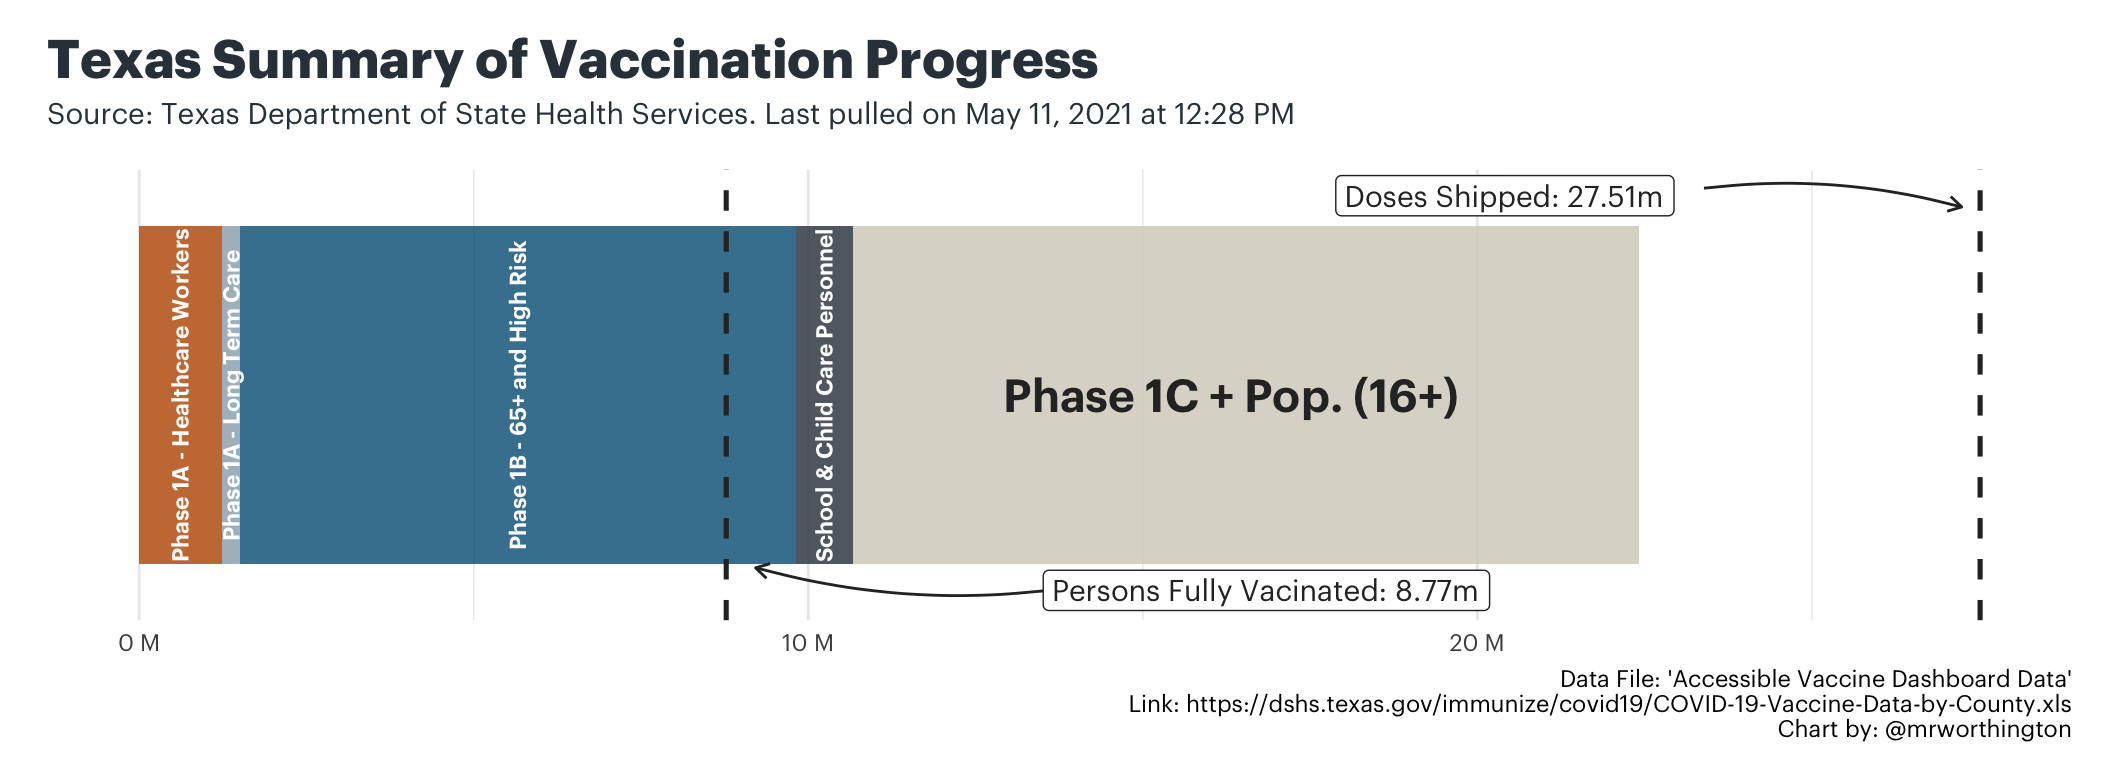 Texas Summary of Vaccination Progress
Source: Texas Department of State Health Services. Last pulled on May 11, 2021 at 12:28 PM
Doses Shipped: 27.51m
Phase 1A - Healthcare Workers
Phase 1A - Long Term Care
Phase 1B - 65+ and High Risk
School & Child Care Personnel
Phase 1C + Pop. (16+)
Persons Fully Vacinated: 8.77m
0 M
10 M
20 M
Data File: 'Accessible Vaccine Dashboard Data'
Link: https://dshs.texas.gov/immunize/covid19/COVID-19-Vaccine-Data-by-County.xls
Chart by: @mrworthington